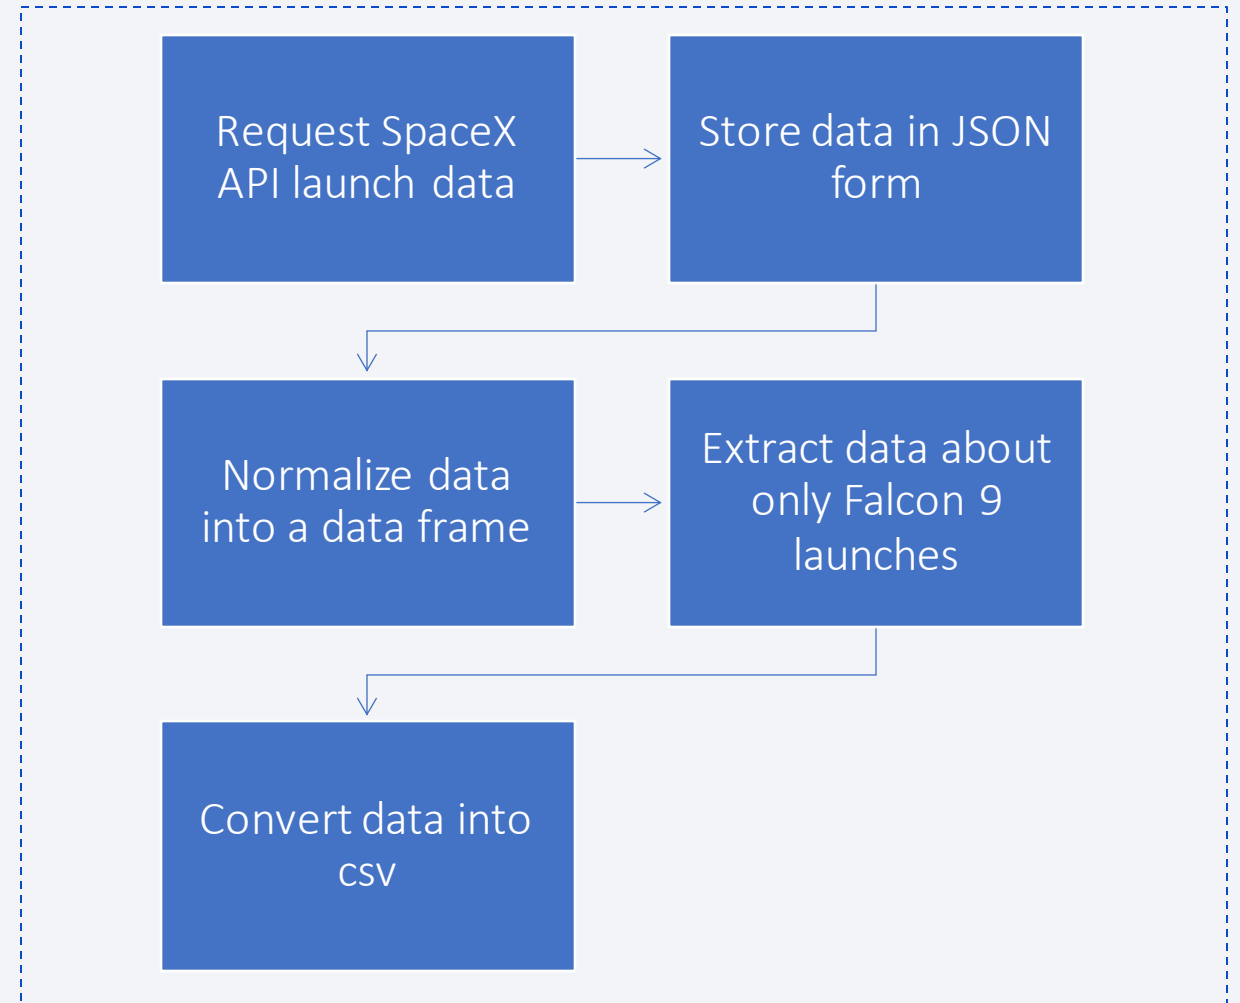 Request SpaceX
API launch data
Store data in JSON
form
Normalize data
into a data frame
Extract data about
only Falcon 9
launches
Convert data into
csv